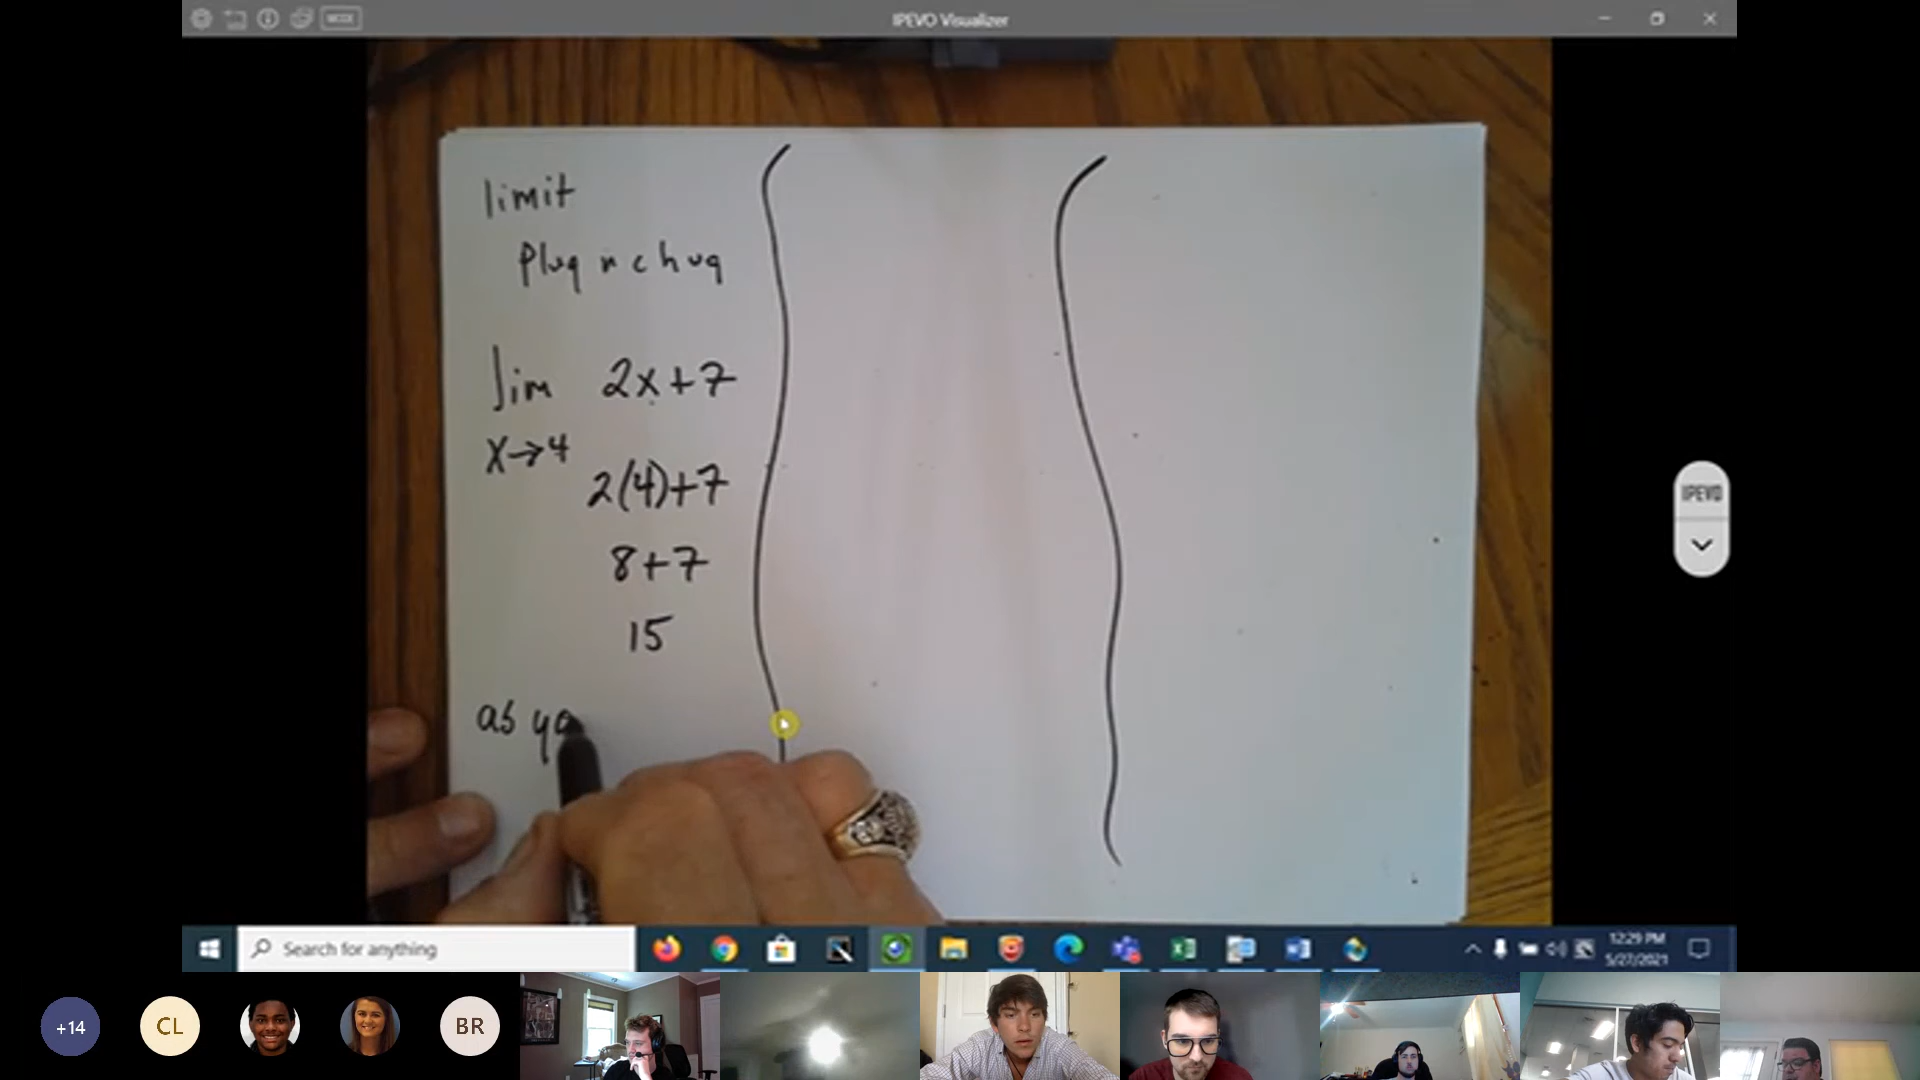 MODE
IPEVO Visualizer
limit
Plug n chug
lim 2x+7
x→4
2(4)+7
8+7
15
as yo
IPEVO
Search for anything
12:29 PM
5/27/2021
+14
CL
BR